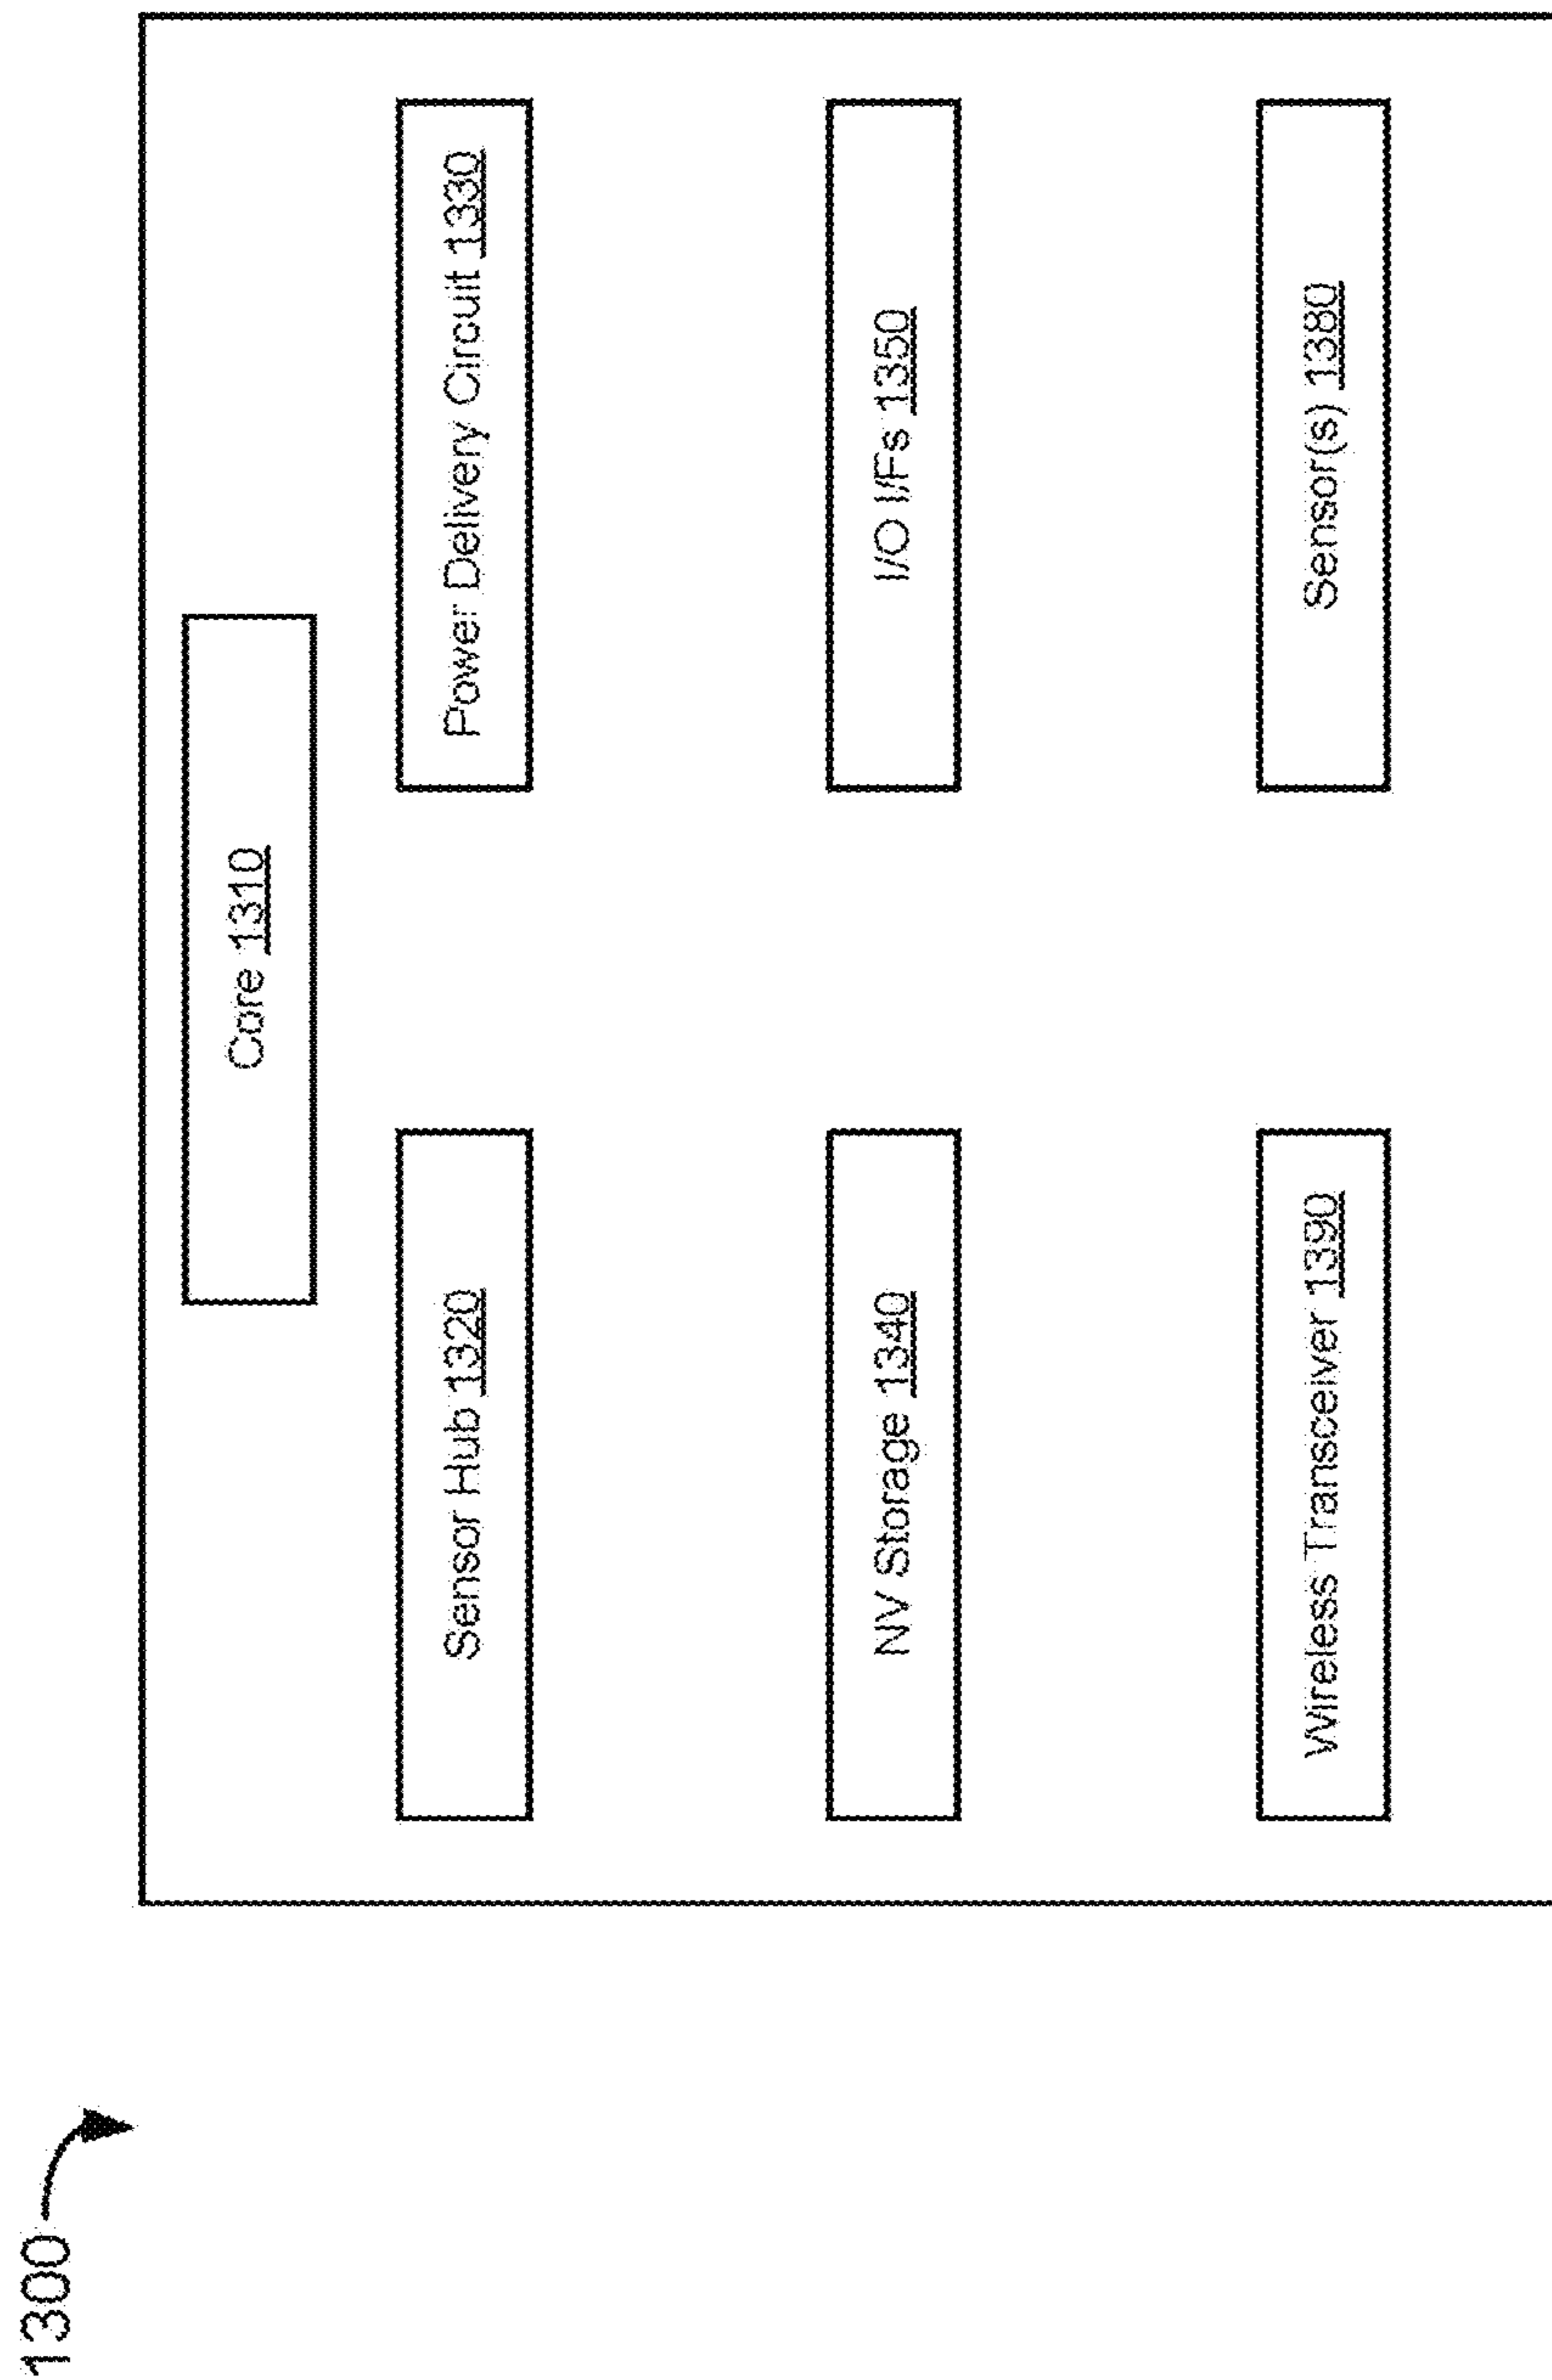 1300
Core 1310
Sensor Hub 1320
Power Delivery Circuit 1330
NV Storage 1340
I/O I/Fs 1350
Wireless Transceiver 1390
Sensor(s) 1380